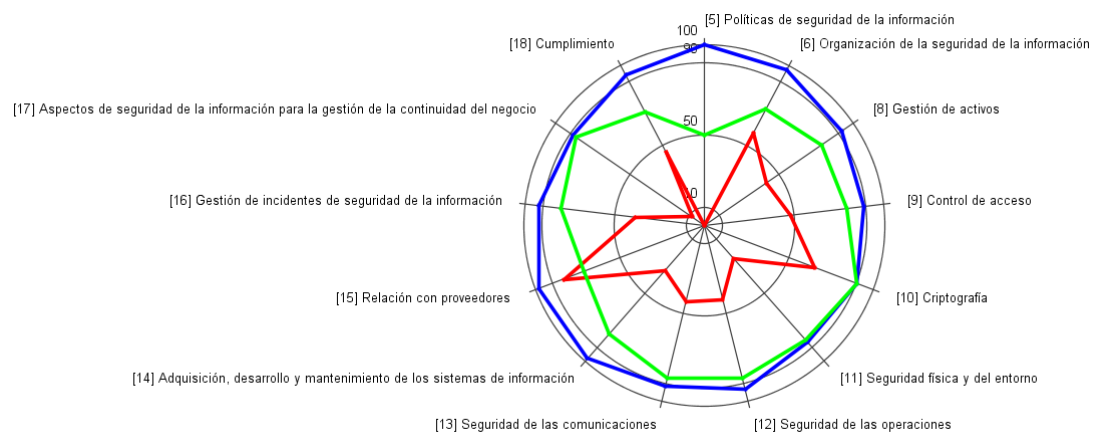 [5] Políticas de seguridad de la información
100
[18] Cumplimiento
[6] Organización de la seguridad de la información
90
[17] Aspectos de seguridad de la información para la gestión de la continuidad del negocio
[8] Gestión de activos
50
[16] Gestión de incidentes de seguridad de la información
10
[9] Control de acceso
[15] Relación con proveedores
[10] Criptografía
[14] Adquisición, desarrollo y mantenimiento de los sistemas de información
[11] Seguridad física y del entorno
[13] Seguridad de las comunicaciones
[12] Seguridad de las operaciones